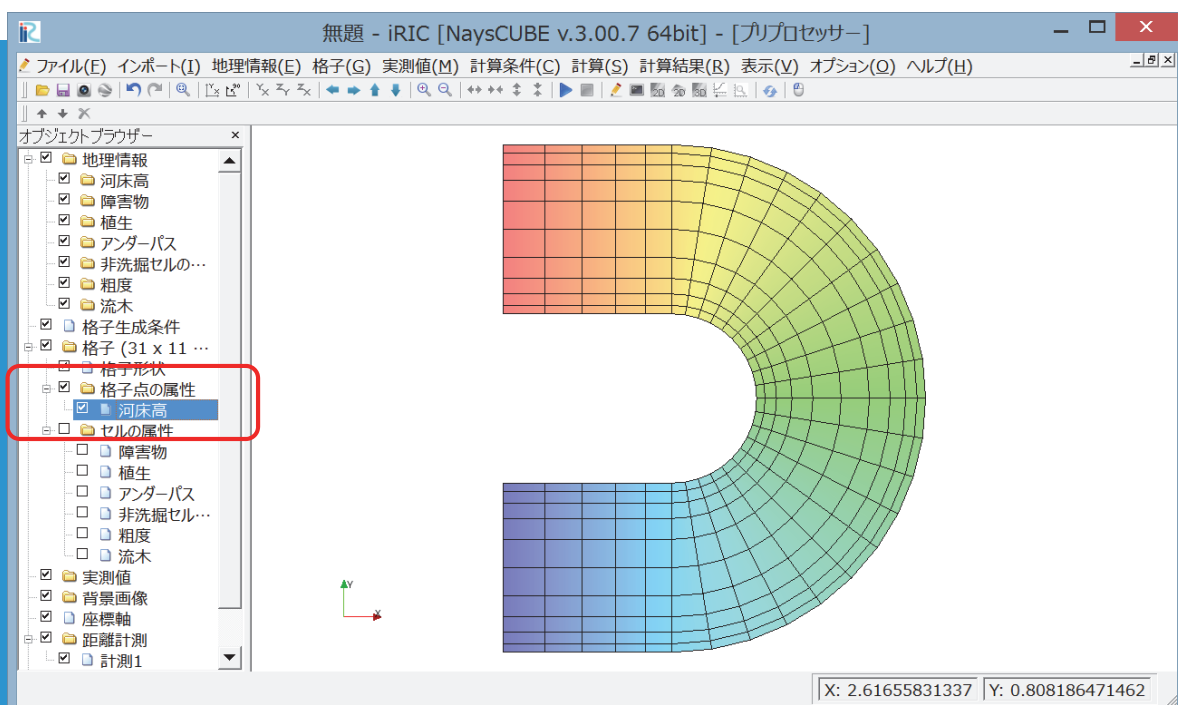 無題 - iRIC [NaysCUBE v.3.00.7 64bit] - [プリプロセッサー]
ファイル(F) インポート(I) 地理情報(E) 格子(G) 実測値(M) 計算条件(C) 計算(S) 計算結果(R) 表示(V) オプション(O) ヘルプ(H)
オブジェクトブラウザー
地理情報
河床高
障害物
植生
アンダーパス
非洗掘セルの…
粗度
流木
格子生成条件
格子 (31 x 11 …
格子形状
格子点の属性
河床高
セルの属性
障害物
植生
アンダーパス
非洗掘セル…
粗度
流木
実測値
背景画像
座標軸
距離計測
計測1
Y
X
X: 2.61655831337 Y: 0.808186471462